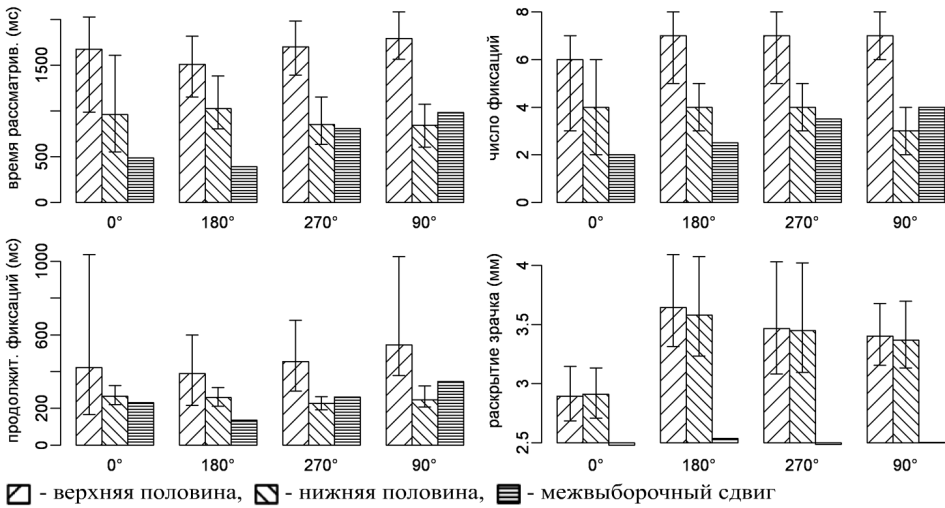 время рассматрив. (мс)
1500
500
0
0° 180° 270° 90°
число фиксаций
8
6
4
2
0
0° 180° 270° 90°
продолжит. фиксаций (мс)
1000
600
200
0
0° 180° 270° 90°
раскрытие зрачка (мм)
4
3.5
3
2.5
0° 180° 270° 90°
- верхняя половина, - нижняя половина, - межвыборочный сдвиг